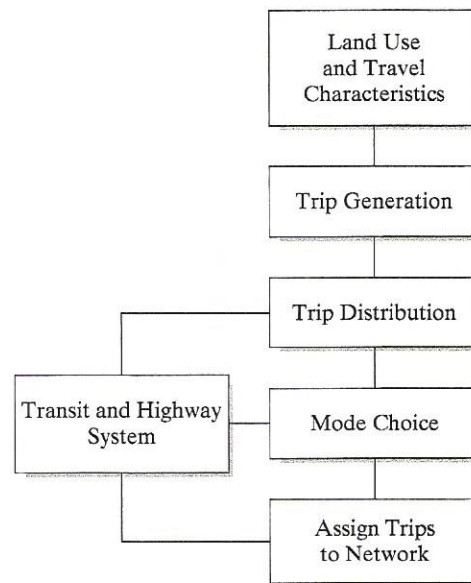 Land Use
and Travel
Characteristics
Trip Generation
Trip Distribution
Transit and Highway
System
Mode Choice
Assign Trips
to Network